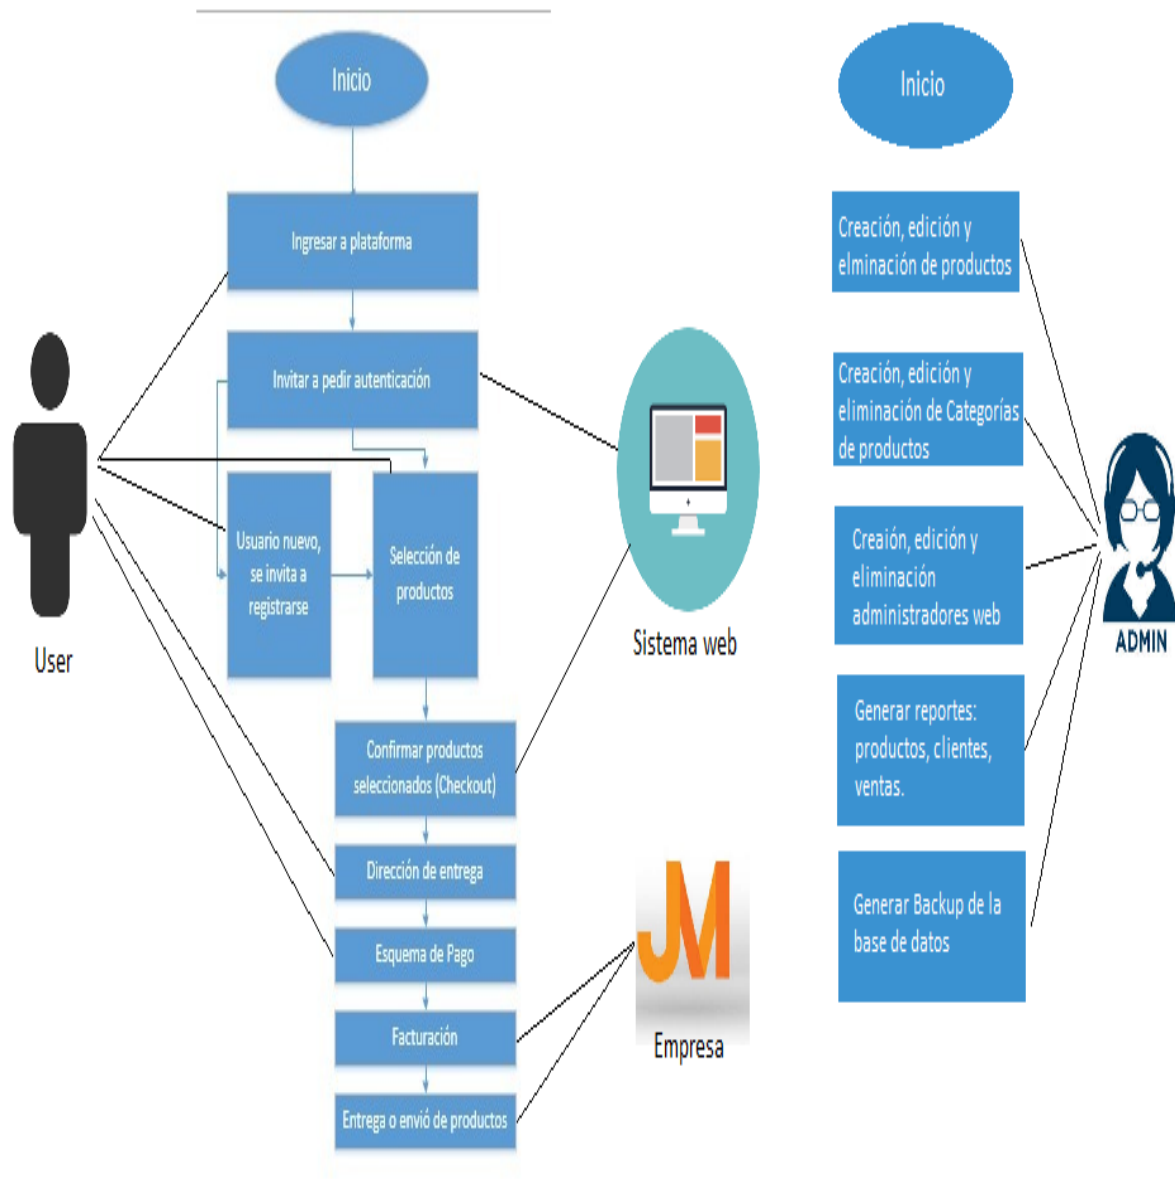 Inicio
Ingresar a plataforma
Invitar a pedir autenticación
Usuario nuevo,
se invita a
registrarse
Selección de
productos
Confirmar productos
seleccionados (Checkout)
Dirección de entrega
Esquema de Pago
Facturación
Entrega o envió de productos
User
Sistema web
JM
Empresa
Inicio
Creación, edición y
elminación de productos
Creación, edición y
eliminación de Categorías
de productos
Creaión, edición y
eliminación
administradores web
Generar reportes:
productos, clientes,
ventas.
Generar Backup de la
base de datos
ADMIN